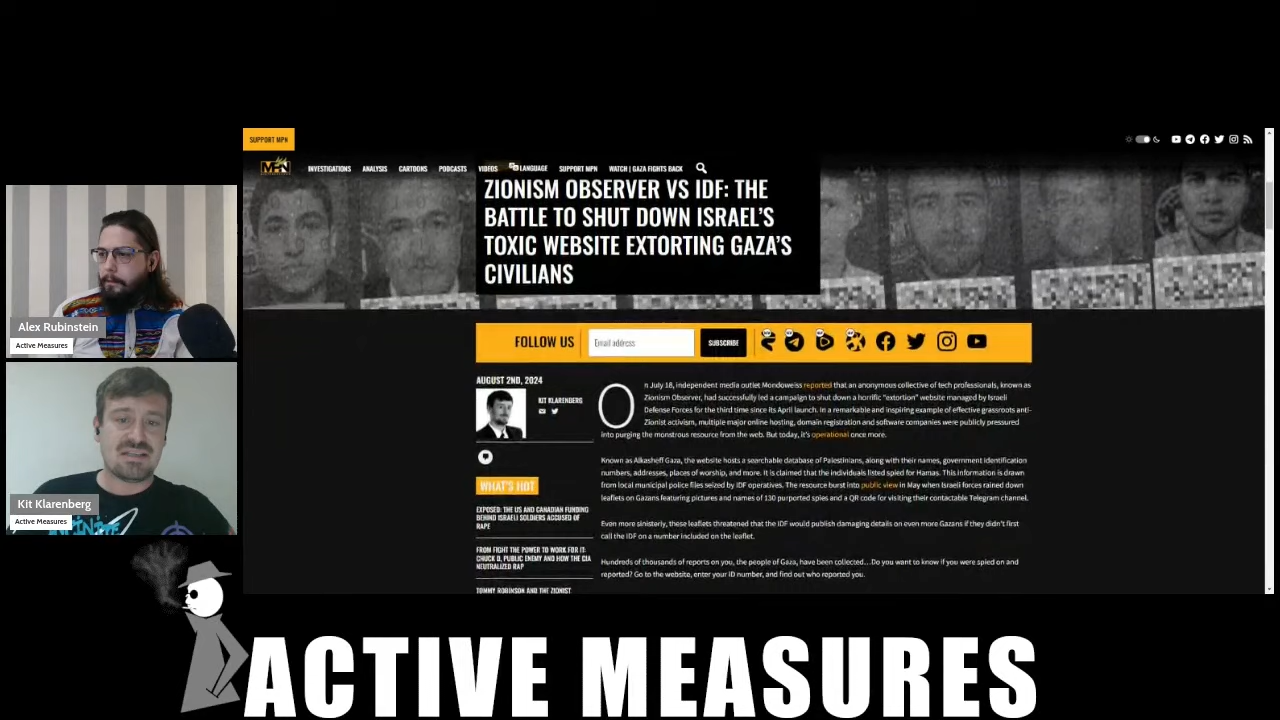 SUPPORT MPN
MPN
INVESTIGATIONS ANALYSIS CARTOONS PODCASTS VIDEOS LANGUAGE SUPPORT MPN WATCH | GAZA FIGHTS BACK
ZIONISM OBSERVER VS IDF: THE
BATTLE TO SHUT DOWN ISRAEL'S
TOXIC WEBSITE EXTORTING GAZA'S
CIVILIANS
FOLLOW US Email address SUBSCRIBE
AUGUST 2ND, 2024
KIT KLARENBERG
WHAT'S HOT
EXPOSED: THE US AND CANADIAN FUNDING
BEHIND ISRAELI SOLDIERS ACCUSED OF
RAPE
FROM FIGHT THE POWER TO WORK FOR IT:
CHUCK D, PUBLIC ENEMY AND HOW THE CIA
NEUTRALIZED RAP
TOMMY ROBINSON AND THE ZIONIST
On July 18, independent media outlet Mondoweiss reported that an anonymous collective of tech professionals, known as
Zionism Observer, had successfully led a campaign to shut down a horrific "extortion" website managed by Israeli
Defense Forces for the third time since its April launch. In a remarkable and inspiring example of effective grassroots anti-
Zionist activism, multiple major online hosting, domain registration and software companies were publicly pressured
into purging the monstrous resource from the web. But today, it's operational once more.
Known as Alkasheff Gaza, the website hosts a searchable database of Palestinians, along with their names, government identification
numbers, addresses, places of worship, and more. It is claimed that the individuals listed spied for Hamas. This information is drawn
from local municipal police files seized by IDF operatives. The resource burst into public view in May when Israeli forces rained down
leaflets on Gazans featuring pictures and names of 130 purported spies and a QR code for visiting their contactable Telegram channel.
Even more sinisterly, these leaflets threatened that the IDF would publish damaging details on even more Gazans if they didn't first
call the IDF on a number included on the leaflet.
Hundreds of thousands of reports on you, the people of Gaza, have been collected...Do you want to know if you were spied on and
reported? Go to the website, enter your ID number, and find out who reported you.
Alex Rubinstein
Active Measures
Kit Klarenberg
Active Measures
ACTIVE MEASURES